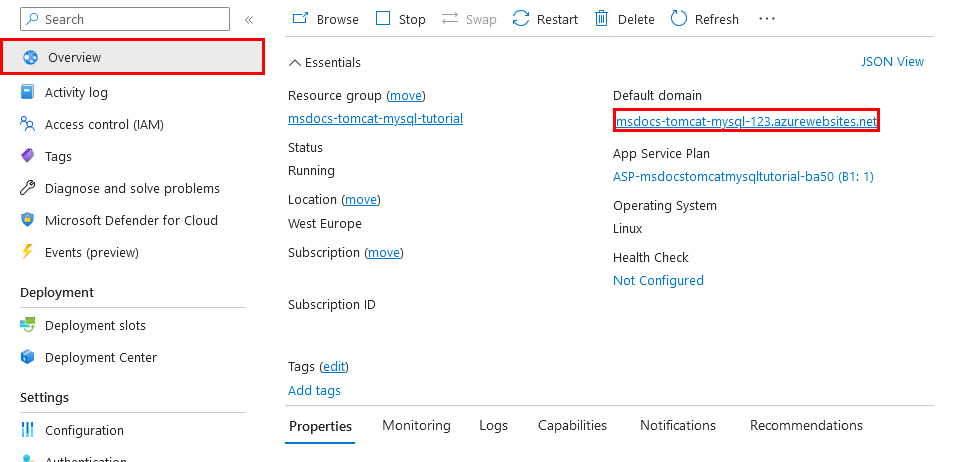 Search
«
Overview
Activity log
Access control (IAM)
Tags
Diagnose and solve problems
Microsoft Defender for Cloud
Events (preview)
Deployment
Deployment slots
Deployment Center
Settings
Configuration
Authentication
Browse Stop Swap Restart Delete Refresh ···
Essentials JSON View
Resource group (move)
msdocs-tomcat-mysql-tutorial
Status
Running
Location (move)
West Europe
Subscription (move)
Subscription ID
Default domain
msdocs-tomcat-mysql-123.azurewebsites.net
App Service Plan
ASP-msdocstomcatmysqltutorial-ba50 (B1: 1)
Operating System
Linux
Health Check
Not Configured
Tags (edit)
Add tags
Properties Monitoring Logs Capabilities Notifications Recommendations